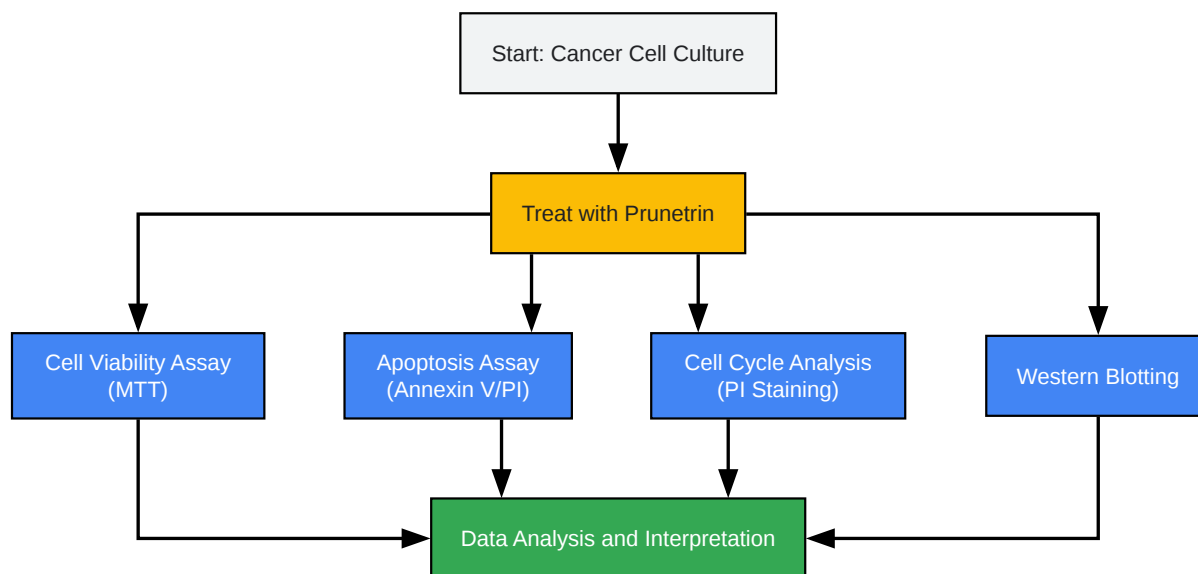 Start: Cancer Cell Culture
Treat with Prunetrin
Cell Viability Assay
(MTT)
Apoptosis Assay
(Annexin V/PI)
Cell Cycle Analysis
(PI Staining)
Western Blotting
Data Analysis and Interpretation